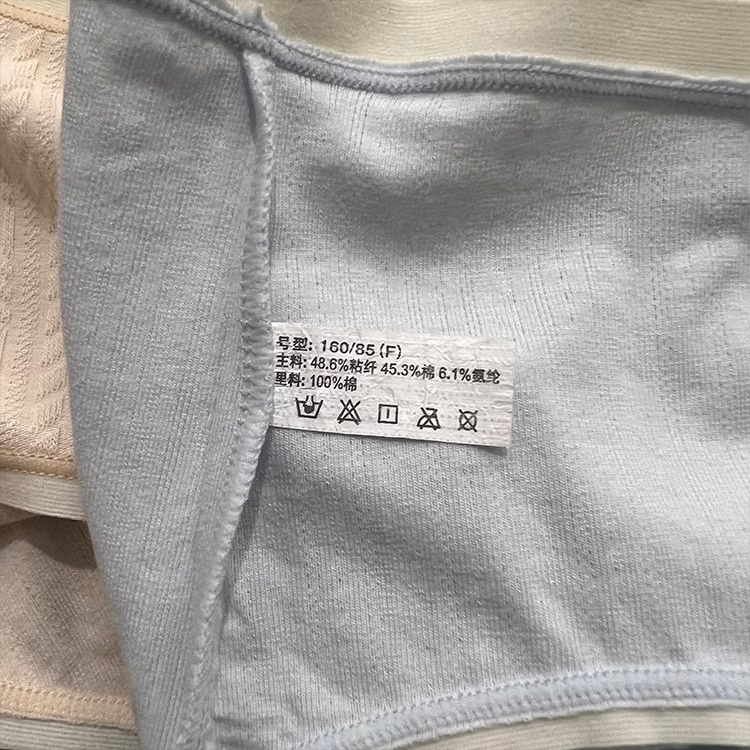 号型: 160/85(F)
主料: 48.6%粘纤 45.3%棉 6.1%氨纶
里料: 100%棉